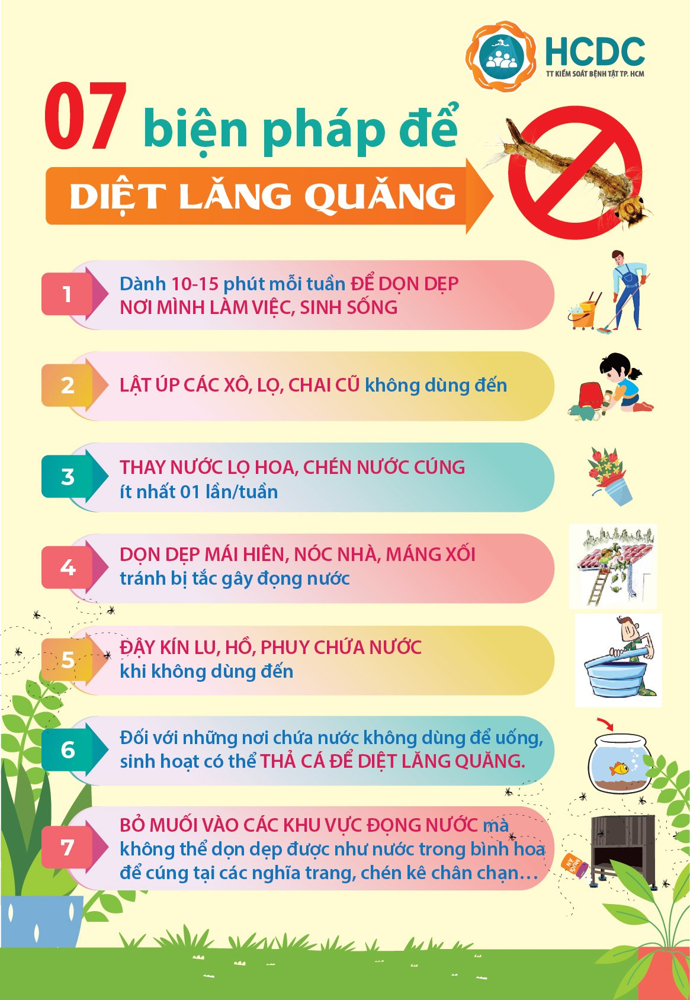 HCDC
TT KIỂM SOÁT BỆNH TẬT TP. HCM
07 biện pháp để
DIỆT LĂNG QUĂNG
1
Dành 10-15 phút mỗi tuần ĐỂ DỌN DẸP
NƠI MÌNH LÀM VIỆC, SINH SỐNG
2
LẬT ÚP CÁC XÔ, LỌ, CHAI CŨ không dùng đến
3
THAY NƯỚC LỌ HOA, CHÉN NƯỚC CÚNG
ít nhất 01 lần/tuần
4
DỌN DẸP MÁI HIÊN, NÓC NHÀ, MÁNG XỐI
tránh bị tắc gây đọng nước
5
ĐẬY KÍN LU, HỒ, PHUY CHỨA NƯỚC
khi không dùng đến
6
Đối với những nơi chứa nước không dùng để uống,
sinh hoạt có thể THẢ CÁ ĐỂ DIỆT LĂNG QUĂNG.
7
BỎ MUỐI VÀO CÁC KHU VỰC ĐỌNG NƯỚC mà
không thể dọn dẹp được như nước trong bình hoa
để cúng tại các nghĩa trang, chén kê chân chạn...
MUỐI
ĂN